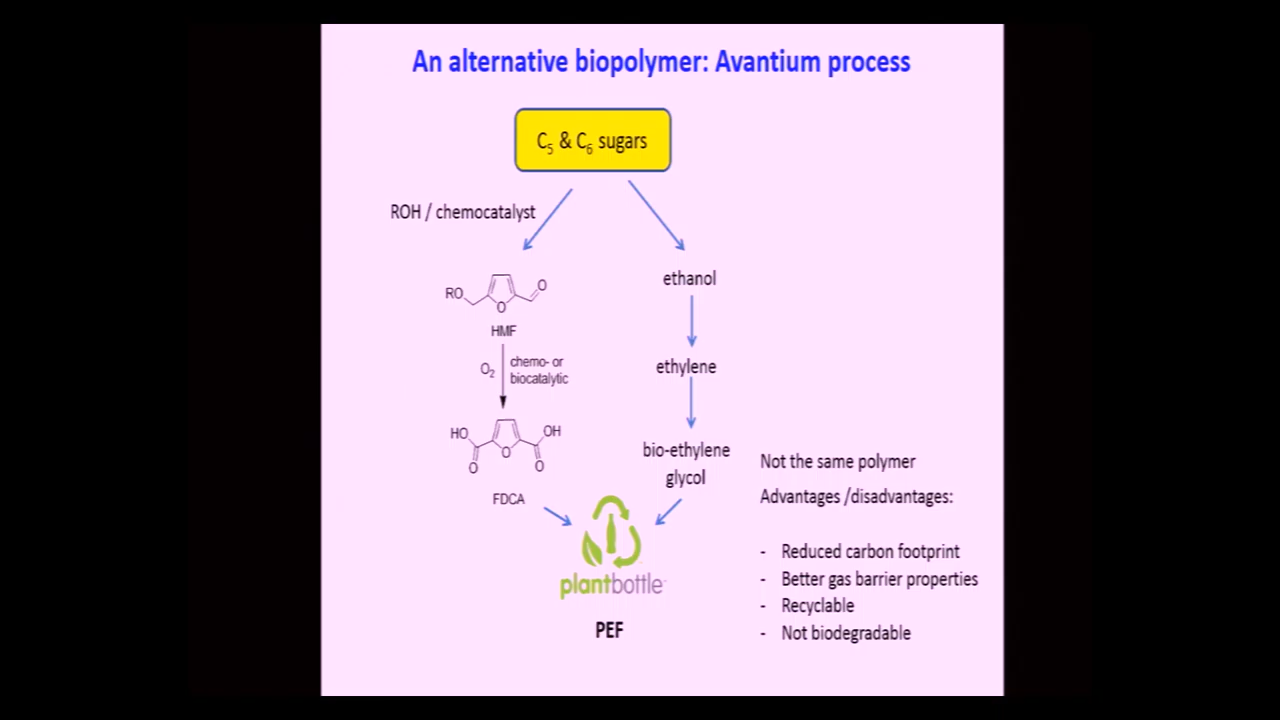 An alternative biopolymer: Avantium process
C5 & C6 sugars
ROH / chemocatalyst
RO
O
O
HMF
O2
chemo- or
biocatalytic
HO
OH
O
O
O
FDCA
ethanol
ethylene
bio-ethylene
glycol
plantbottle
PEF
Not the same polymer
Advantages /disadvantages:
- Reduced carbon footprint
- Better gas barrier properties
- Recyclable
- Not biodegradable